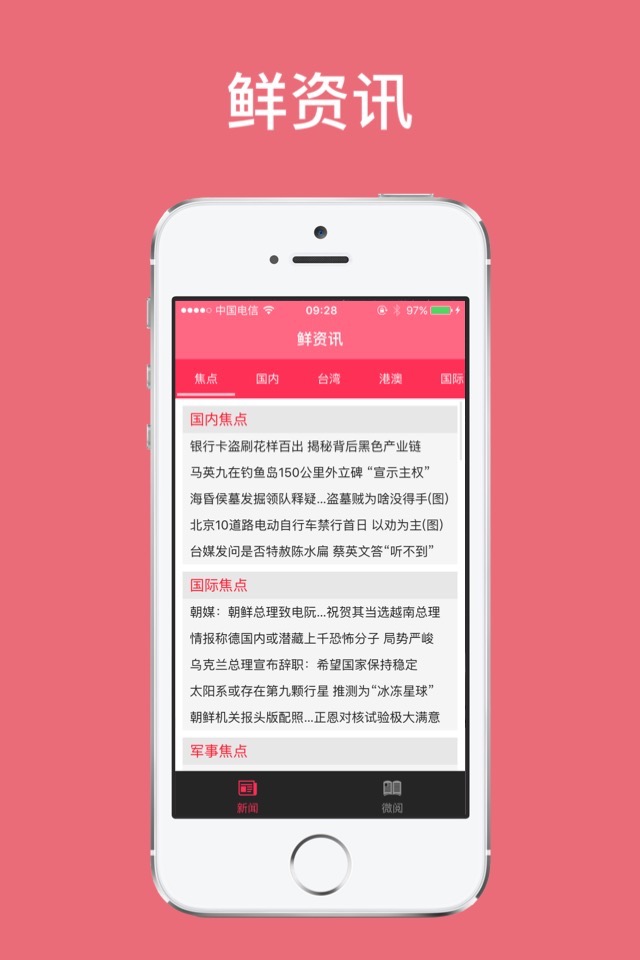 鲜资讯
中国电信 09:28 97%
鲜资讯
焦点 国内 台湾 港澳 国际
国内焦点
银行卡盗刷花样百出 揭秘背后黑色产业链
马英九在钓鱼岛150公里外立碑 “宣示主权”
海昏侯墓发掘领队释疑...盗墓贼为啥没得手(图)
北京10道路电动自行车禁行首日 以劝为主(图)
台媒发问是否特赦陈水扁 蔡英文答“听不到”
国际焦点
朝媒：朝鲜总理致电阮...祝贺其当选越南总理
情报称德国内或潜藏上千恐怖分子 局势严峻
乌克兰总理宣布辞职：希望国家保持稳定
太阳系或存在第九颗行星 推测为“冰冻星球”
朝鲜机关报头版配照...正恩对核试验极大满意
军事焦点
新闻 微阅